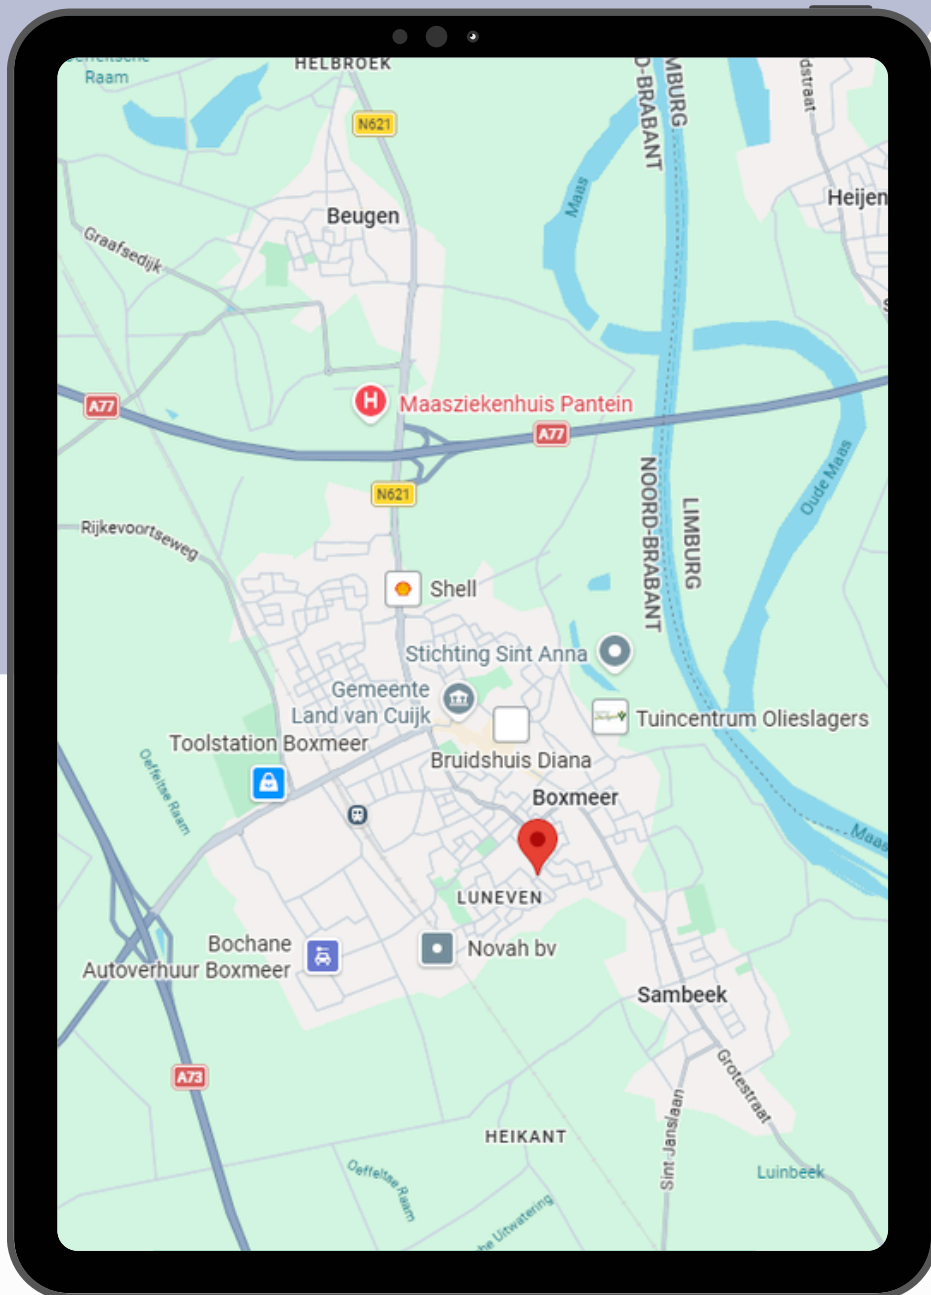 Raam
HELBROEK
N621
NOORD-BRABANT
LIMBURG
Beugen
Maas
Heijen
Graafsedijk
A77
H
Maasziekenhuis Pantein
A77
N621
Oude Maas
NOORD-BRABANT
LIMBURG
Rijkevoortseweg
Shell
Stichting Sint Anna
Gemeente
Land van Cuijk
Tuincentrum Olieslagers
Toolstation Boxmeer
Bruidshuis Diana
Oeffeltse Raam
Boxmeer
Maas
LUNEVEN
Bochane
Autoverhuur Boxmeer
Novah bv
Sambeek
A73
Grotestraat
HEIKANT
Sint Janslaan
Oeffeltse Raam
Luinbeek
Uitwatering